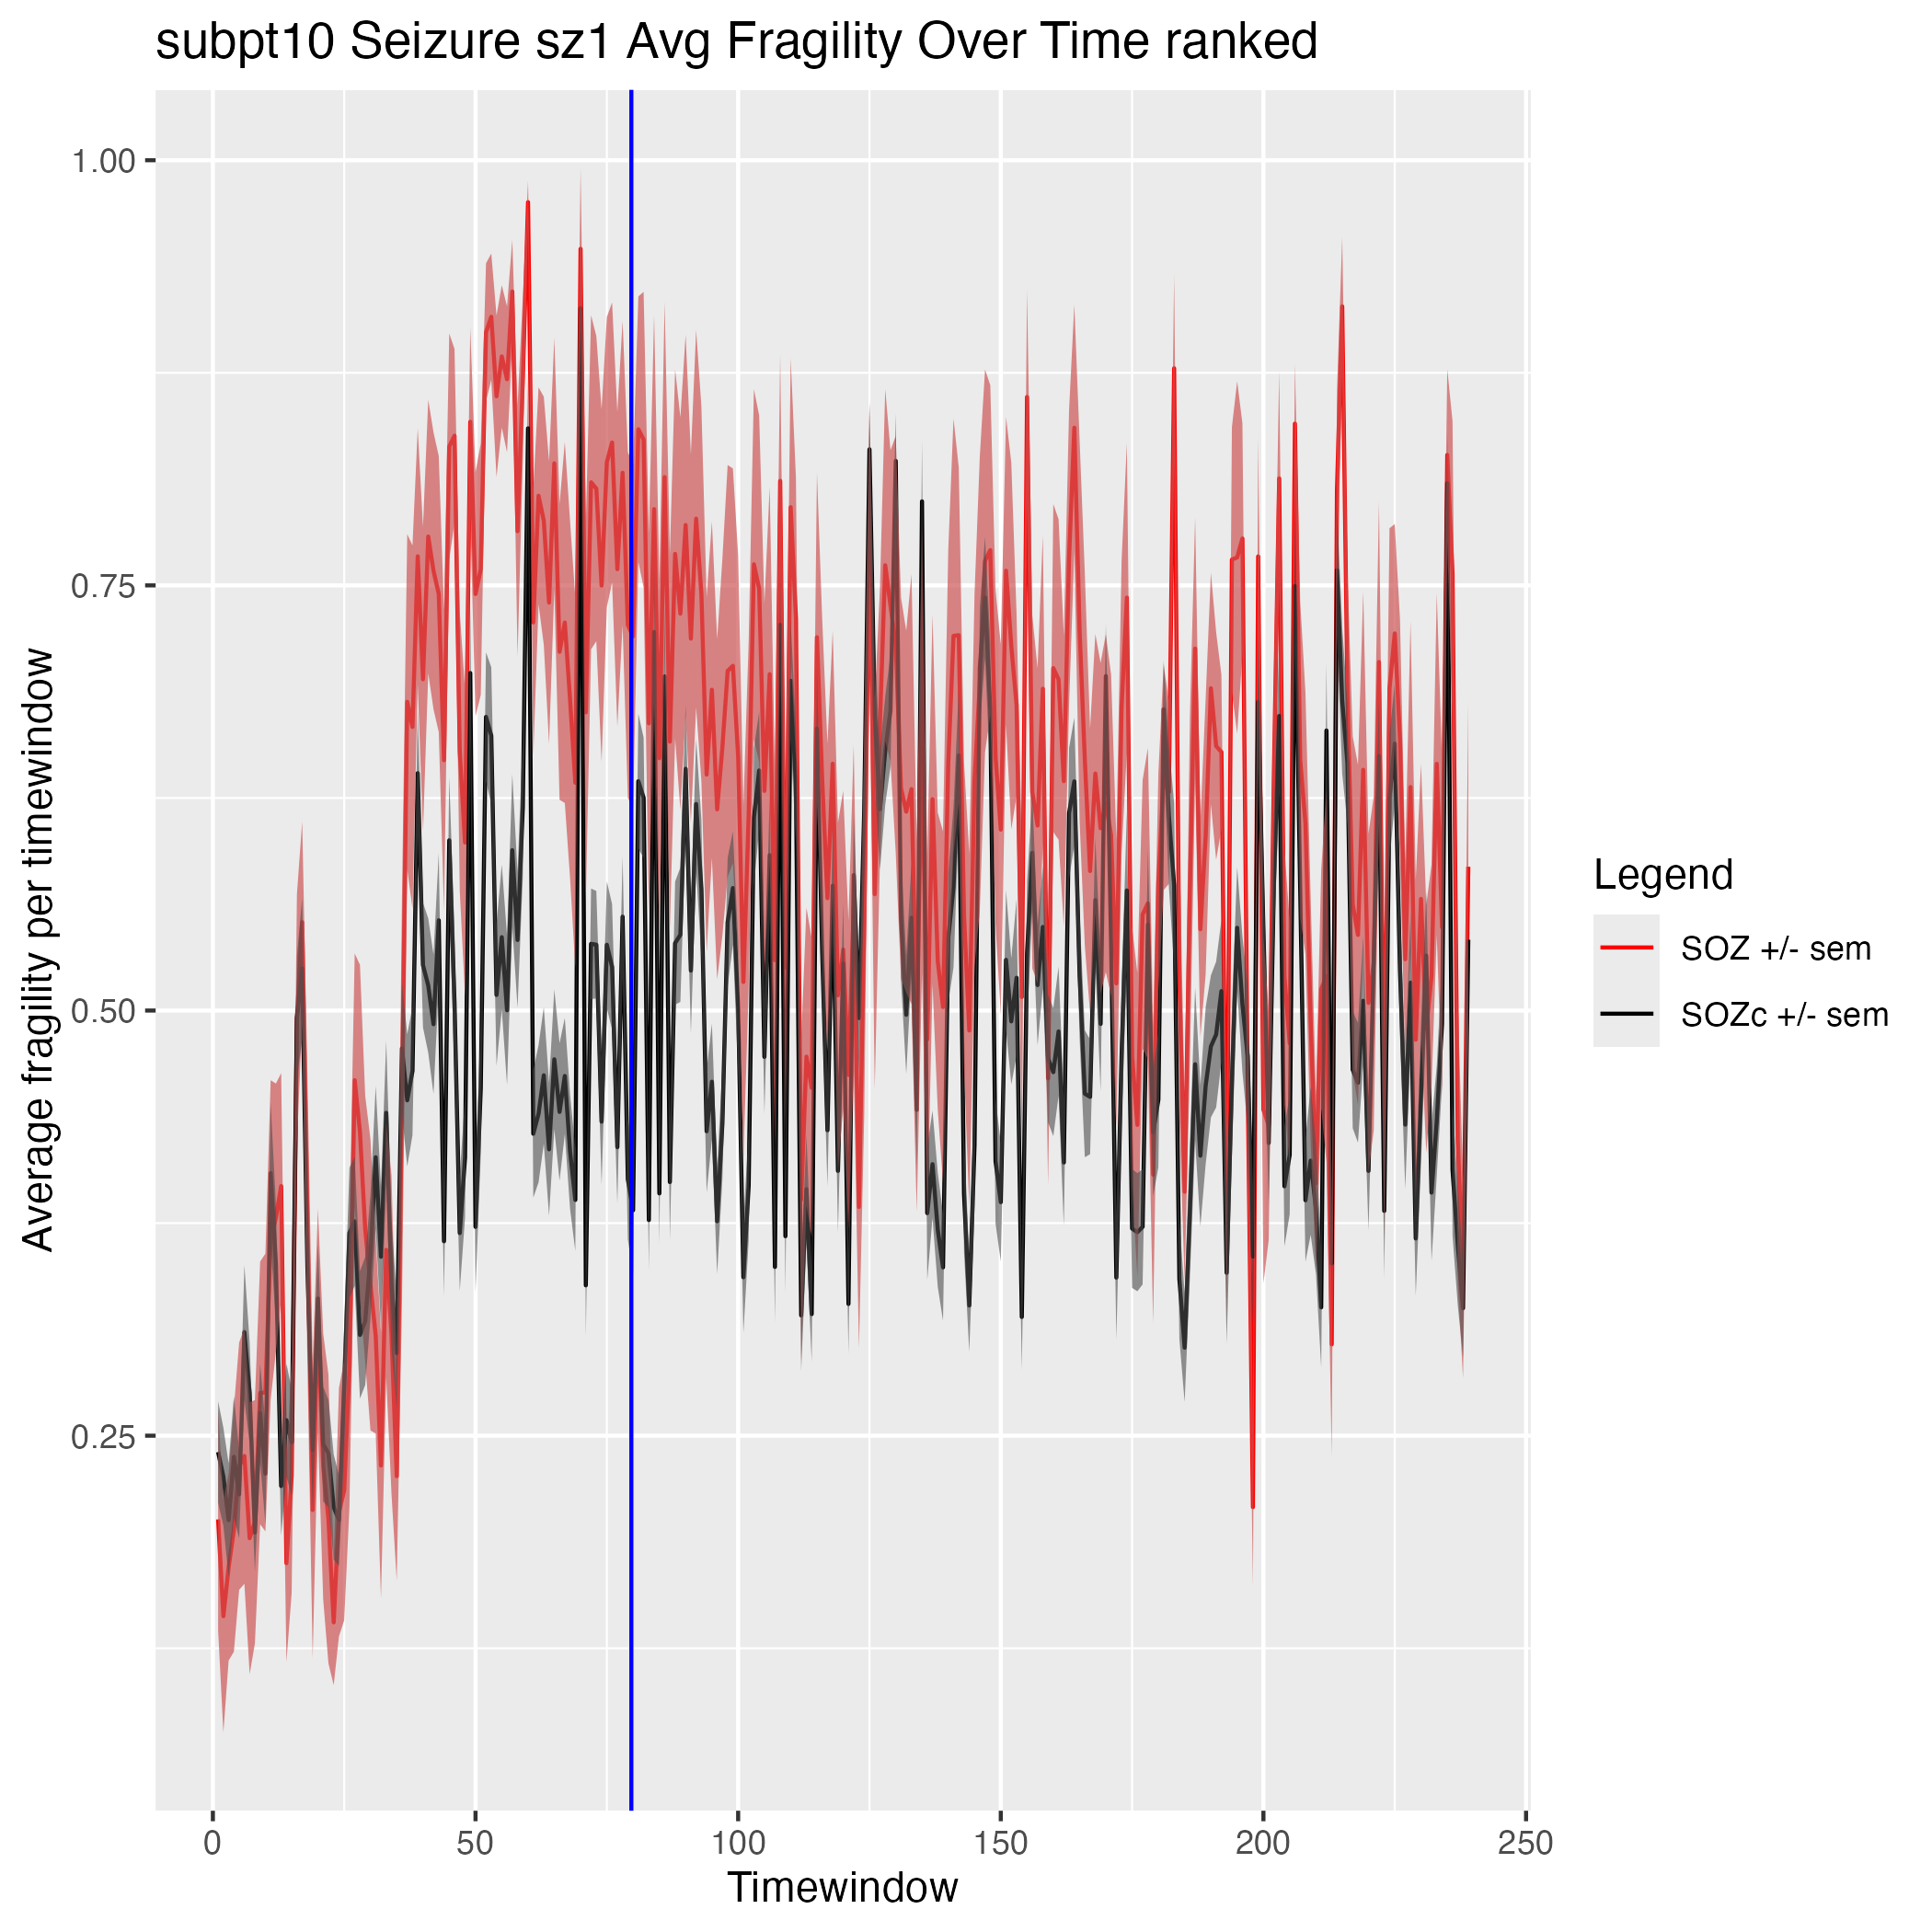 subpt10 Seizure sz1 Avg Fragility Over Time ranked
1.00
0.75
0.50
0.25
Average fragility per timewindow
0 50 100 150 200 250
Timewindow
Legend
SOZ +/- sem
SOZc +/- sem